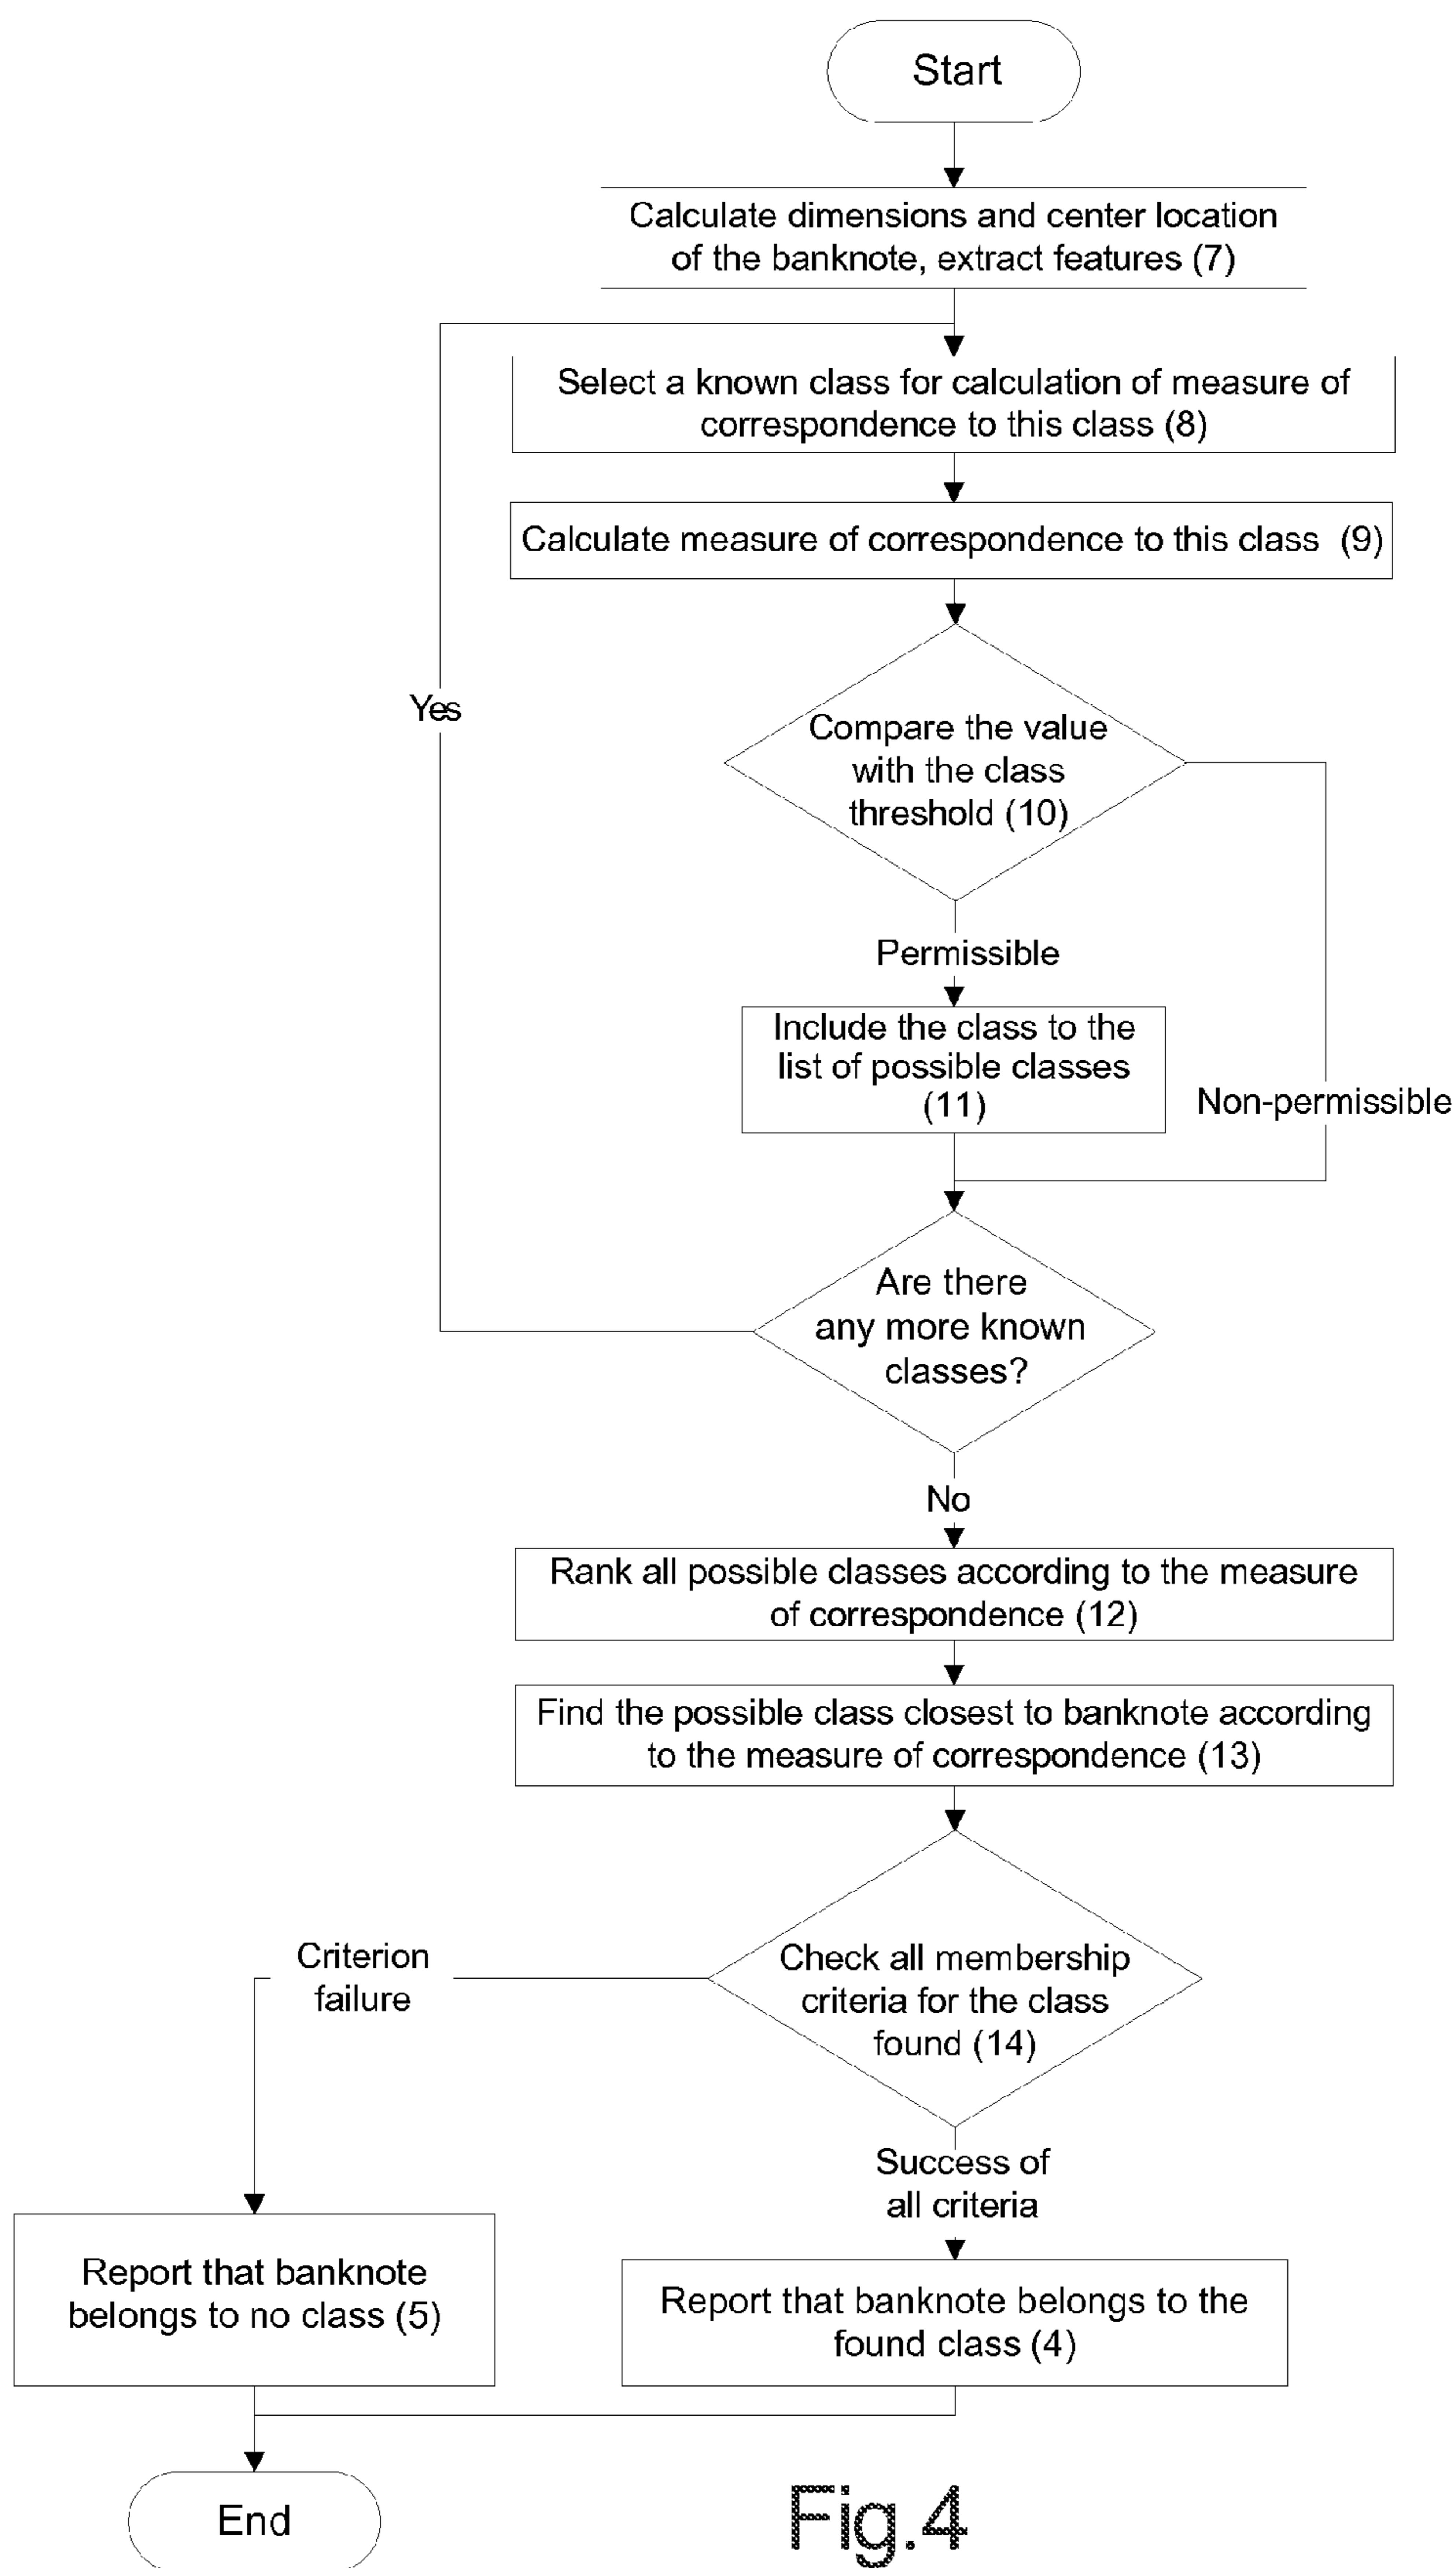 Start
Calculate dimensions and center location
of the banknote, extract features (7)
Select a known class for calculation of measure of
correspondence to this class (8)
Calculate measure of correspondence to this class (9)
Yes
Compare the value
with the class
threshold (10)
Permissible
Include the class to the
list of possible classes
(11)
Non-permissible
Are there
any more known
classes?
No
Rank all possible classes according to the measure
of correspondence (12)
Find the possible class closest to banknote according
to the measure of correspondence (13)
Criterion
failure
Check all membership
criteria for the class
found (14)
Success of
all criteria
Report that banknote
belongs to no class (5)
Report that banknote belongs to the
found class (4)
End
Fig.4